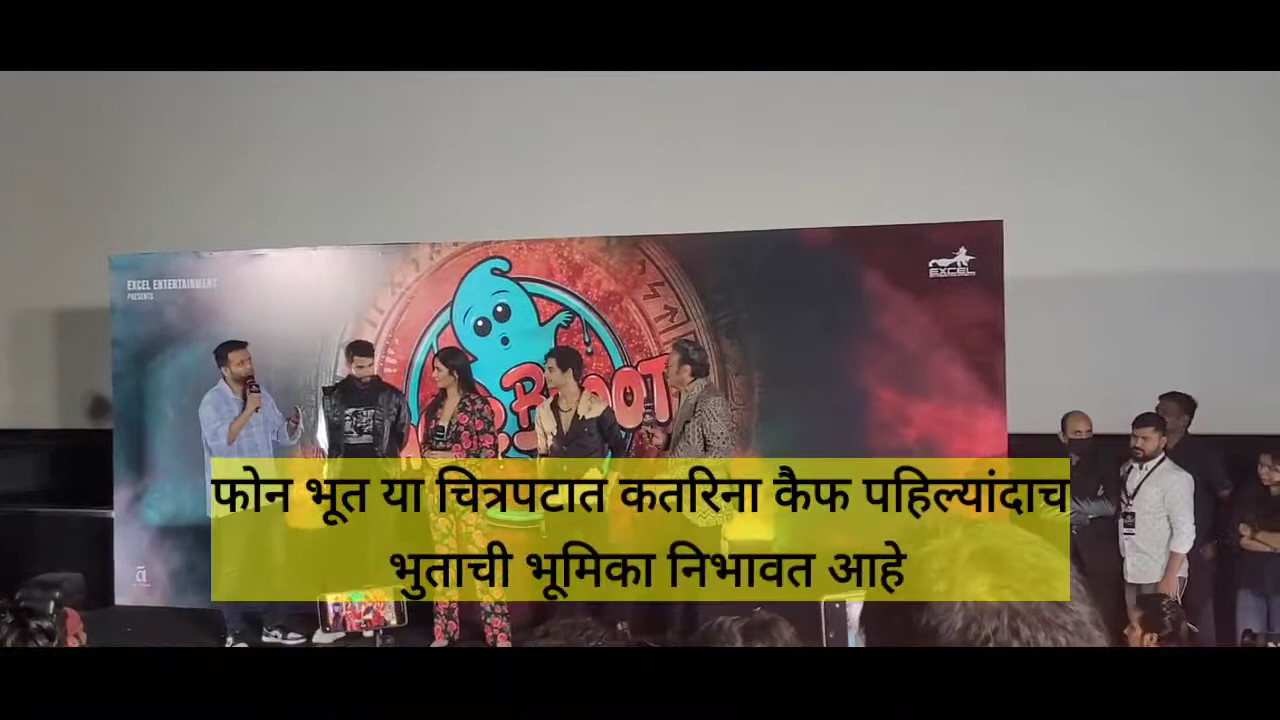 EXCEL ENTERTAINMENT
PRESENTS
EXCEL
फोन भूत या चित्रपटात कतरिना कैफ पहिल्यांदाच
भुताची भूमिका निभावत आहे